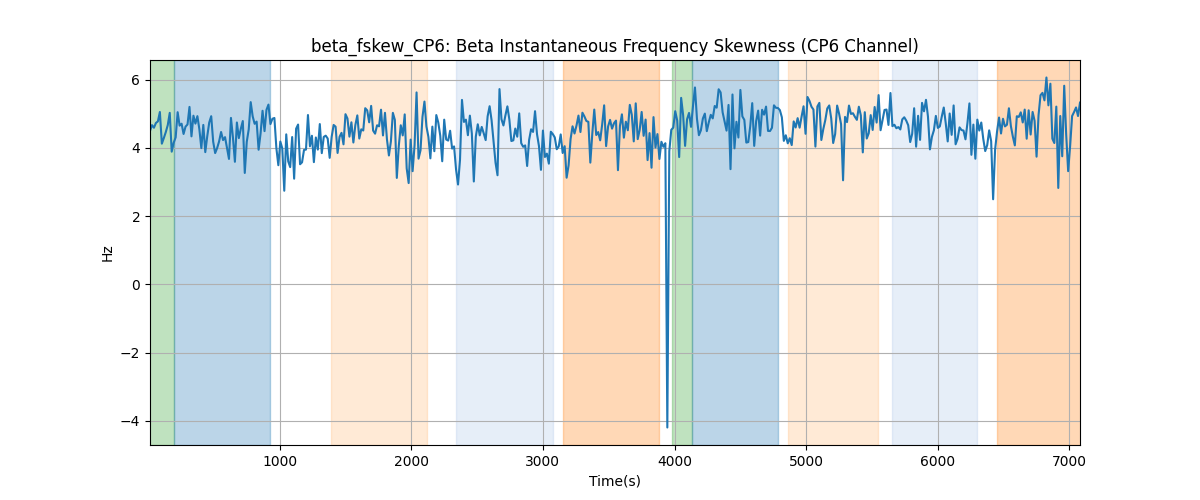 beta_fskew_CP6: Beta Instantaneous Frequency Skewness (CP6 Channel)
6
4
2
0
−2
−4
Hz
1000 2000 3000 4000 5000 6000 7000
Time(s)